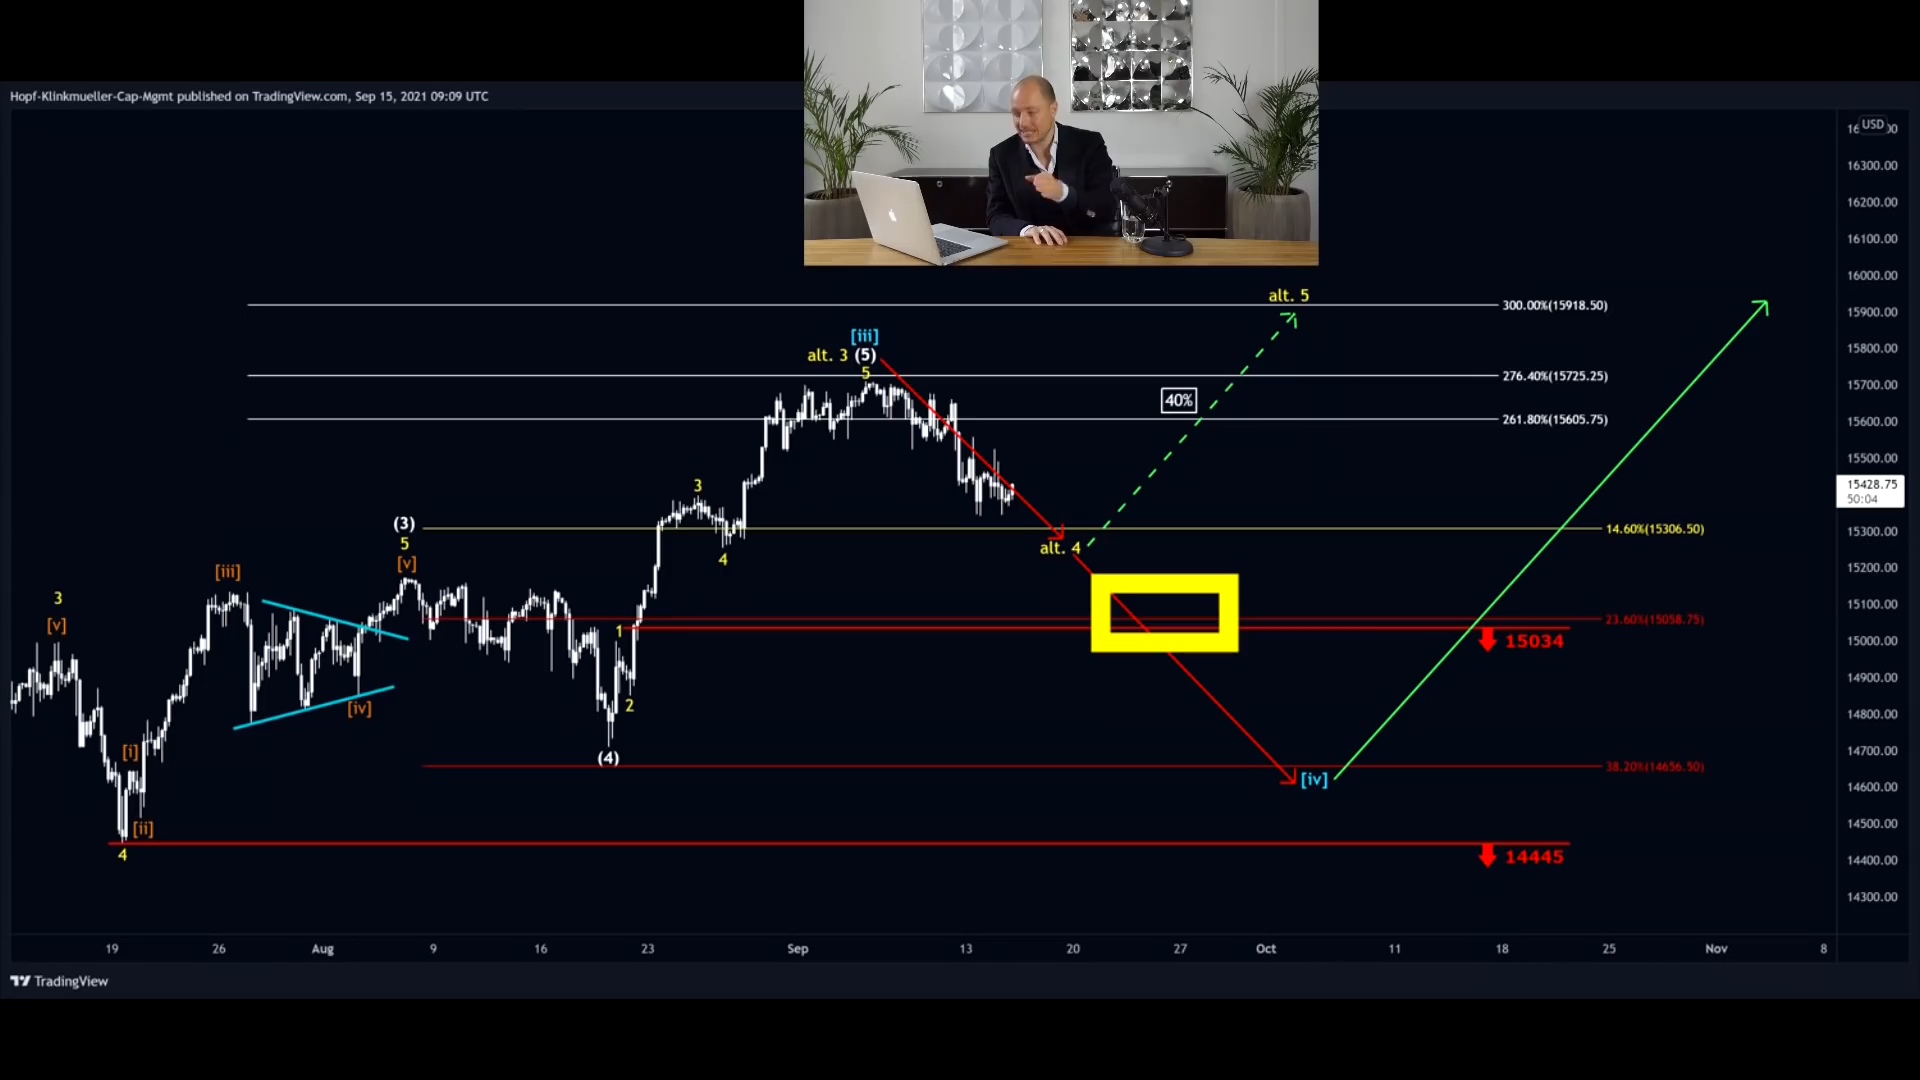 Hopf-Klinkmueller-Cap-Mgmt published on TradingView.com, Sep 15, 2021 09:09 UTC
USD
16300.00
16200.00
16100.00
16000.00
15900.00
15800.00
15700.00
15600.00
15500.00
15428.75
50:04
15300.00
15200.00
15100.00
15000.00
14900.00
14800.00
14700.00
14600.00
14500.00
14400.00
14300.00
alt. 5
300.00%(15918.50)
[iii]
alt. 3 (5)
5
276.40%(15725.25)
40%
261.80%(15605.75)
3
(3)
5
[v]
4
14.60%(15306.50)
alt. 4
[iii]
3
[v]
1
23.60%(15058.75)
15034
[iv]
2
[i]
(4)
38.20%(14656.50)
[iv]
[ii]
4
14445
19 26 Aug 9 16 23 Sep 13 20 27 Oct 11 18 25 Nov 8
TradingView